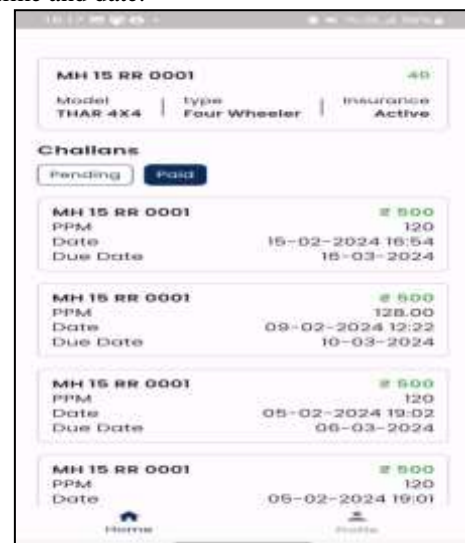 time and date.
MH 15 RR 0001 40
Model type Insurance
THAR 4X4 Four Wheeler Active
Challans
Pending Paid
MH 15 RR 0001 ₹ 500
PPM 120
Date 15-02-2024 16:54
Due Date 16-03-2024
MH 15 RR 0001 ₹ 500
PPM 128.00
Date 09-02-2024 12:22
Due Date 10-03-2024
MH 15 RR 0001 ₹ 500
PPM 120
Date 05-02-2024 19:02
Due Date 06-03-2024
MH 15 RR 0001 ₹ 500
PPM 120
Date 05-02-2024 19:01
Home Profile